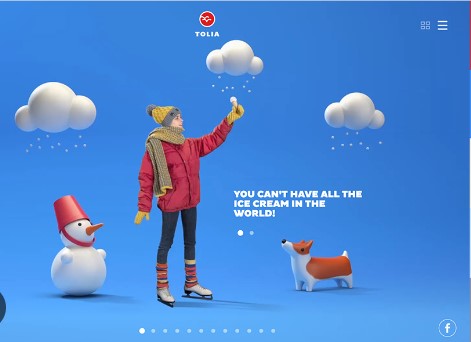 TOLIA
YOU CAN'T HAVE ALL THE
ICE CREAM IN THE
WORLD!
f